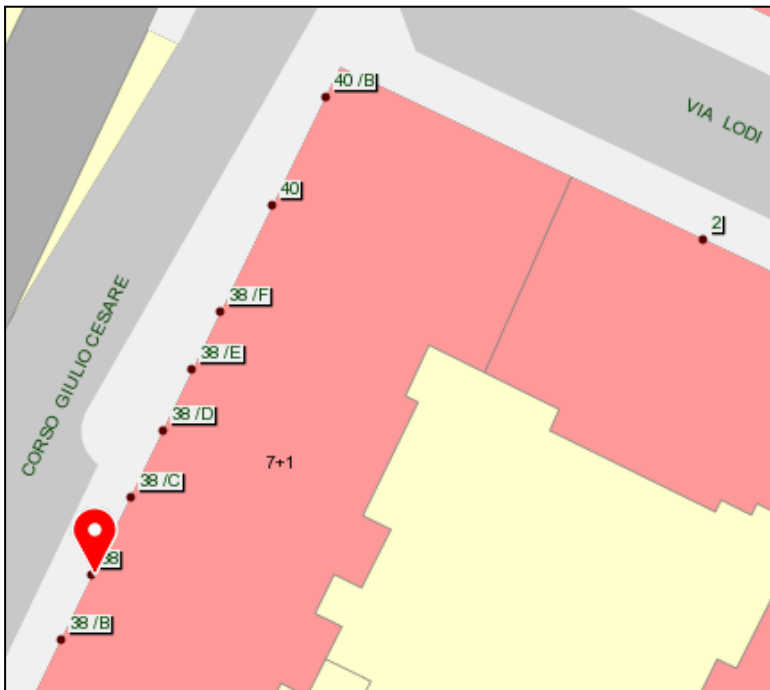 40 /B
VIA LODI
40
2
38 /F
38 /E
CORSO GIULIO CESARE
38 /D
7+1
38 /C
38
38 /B